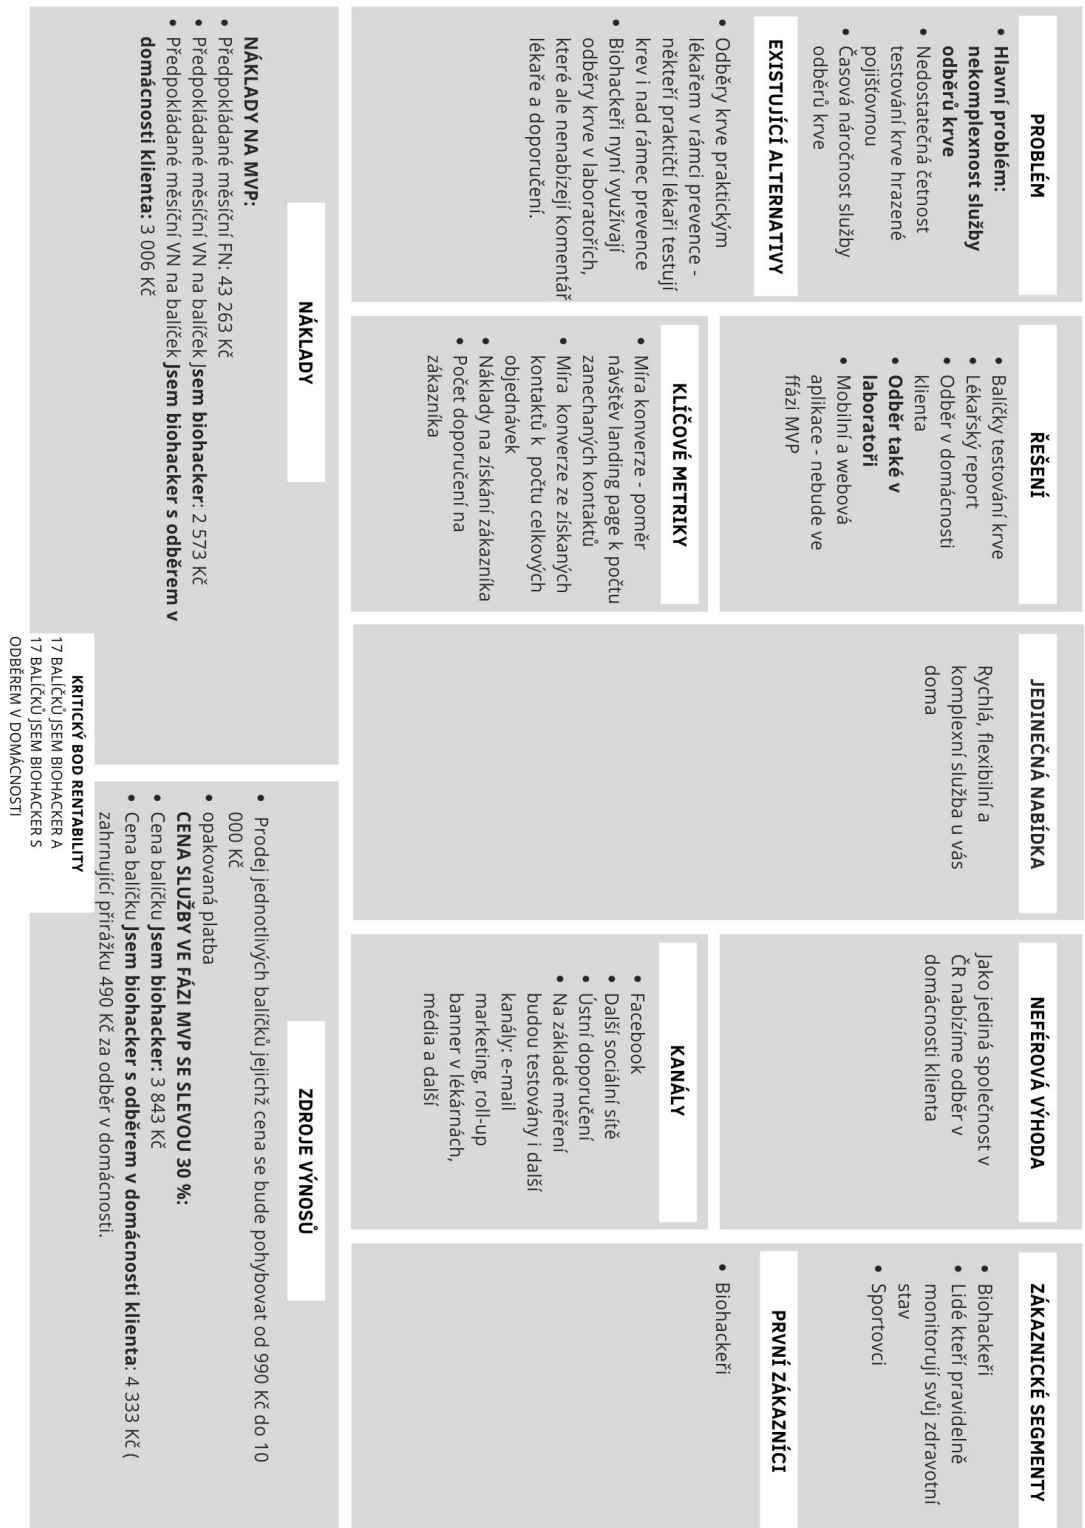 PROBLÉM
Hlavní problém:
nekomplexnost služby
odběrů krve
Nedostatečná četnost
testování krve hrazené
pojišťovnou
Časová náročnost služby
odběrů krve
EXISTUJÍCÍ ALTERNATIVY
Odběry krve praktickým
lékařem v rámci prevence -
někteří praktičtí lékaři testují
krev i nad rámec prevence
Biohackeři nyní využívají
odběry krve v laboratořích,
které ale nenabízejí komentář
lékaře a doporučení.
ŘEŠENÍ
Balíčky testování krve
Lékařský report
Odběr v domácnosti
klienta
Odběr také v
laboratoři
Mobilní a webová
aplikace - nebude ve
ffázi MVP
KLÍČOVÉ METRIKY
Míra konverze - poměr
návštěv landing page k počtu
zanechaných kontaktů
Míra konverze ze získaných
kontaktů k počtu celkových
objednávek
Náklady na získání zákazníka
Počet doporučení na
zákazníka
JEDINEČNÁ NABÍDKA
Rychlá, flexibilní a
komplexní služba u vás
doma
NEFÉROVÁ VÝHODA
Jako jediná společnost v
ČR nabízíme odběr v
domácnosti klienta
KANÁLY
Facebook
Další sociální sítě
Ústní doporučení
Na základě měření
budou testovány i další
kanály: e-mail
marketing, roll-up
banner v lékárnách,
média a další
ZÁKAZNICKÉ SEGMENTY
Biohackeři
Lidé kteří pravidelně
monitorují svůj zdravotní
stav
Sportovci
PRVNÍ ZÁKAZNÍCI
Biohackeři
NÁKLADY
NÁKLADY NA MVP:
Předpokládané měsíční FN: 43 263 Kč
Předpokládané měsíční VN na balíček Jsem biohacker: 2 573 Kč
Předpokládané měsíční VN na balíček Jsem biohacker s odběrem v
domácnosti klienta: 3 006 Kč
KRITICKÝ BOD RENTABILITY
17 BALÍČKŮ JSEM BIOHACKER A
17 BALÍČKŮ JSEM BIOHACKER S
ODBĚREM V DOMÁCNOSTI
ZDROJE VÝNOSŮ
Prodej jednotlivých balíčků jejichž cena se bude pohybovat od 990 Kč do 10
000 Kč
opakovaná platba
CENA SLUŽBY VE FÁZI MVP SE SLEVOU 30 %:
Cena balíčku Jsem biohacker: 3 843 Kč
Cena balíčku Jsem biohacker s odběrem v domácnosti klienta: 4 333 Kč (
zahrnující přirážku 490 Kč za odběr v domácnosti.